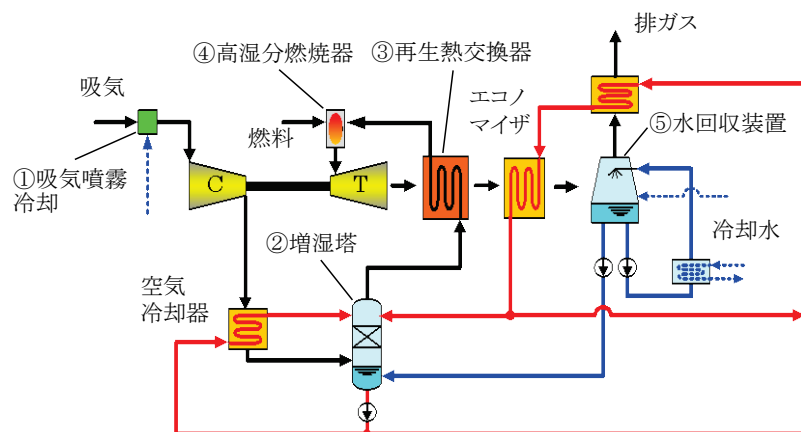 排ガス
④高湿分燃焼器
③再生熱交換器
吸気
エコノ
マイザ
燃料
⑤水回収装置
①吸気噴霧
冷却
C
T
②増湿塔
冷却水
空気
冷却器